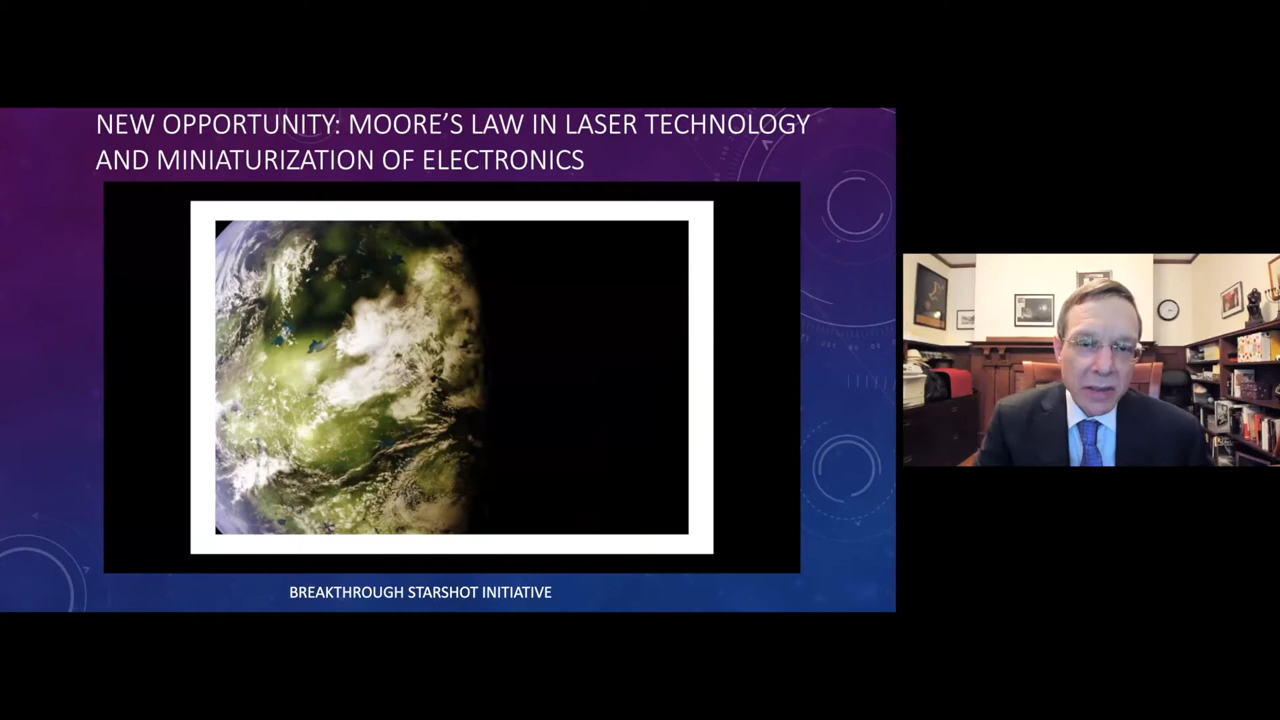 NEW OPPORTUNITY: MOORE'S LAW IN LASER TECHNOLOGY
AND MINIATURIZATION OF ELECTRONICS
BREAKTHROUGH STARSHOT INITIATIVE